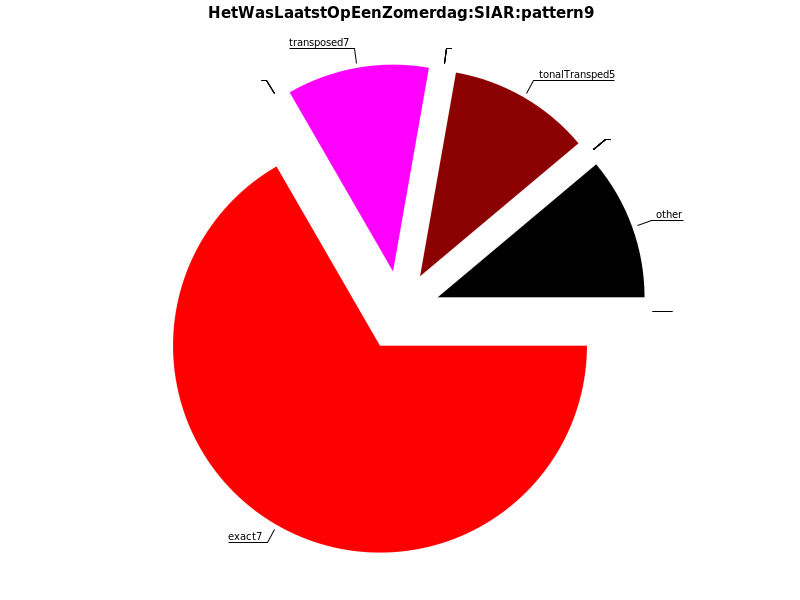 HetWasLaatstOpEenZomerdag:SIAR:pattern9
transposed7
tonalTransped5
other
exact7